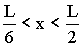 L/6 < x < L/2